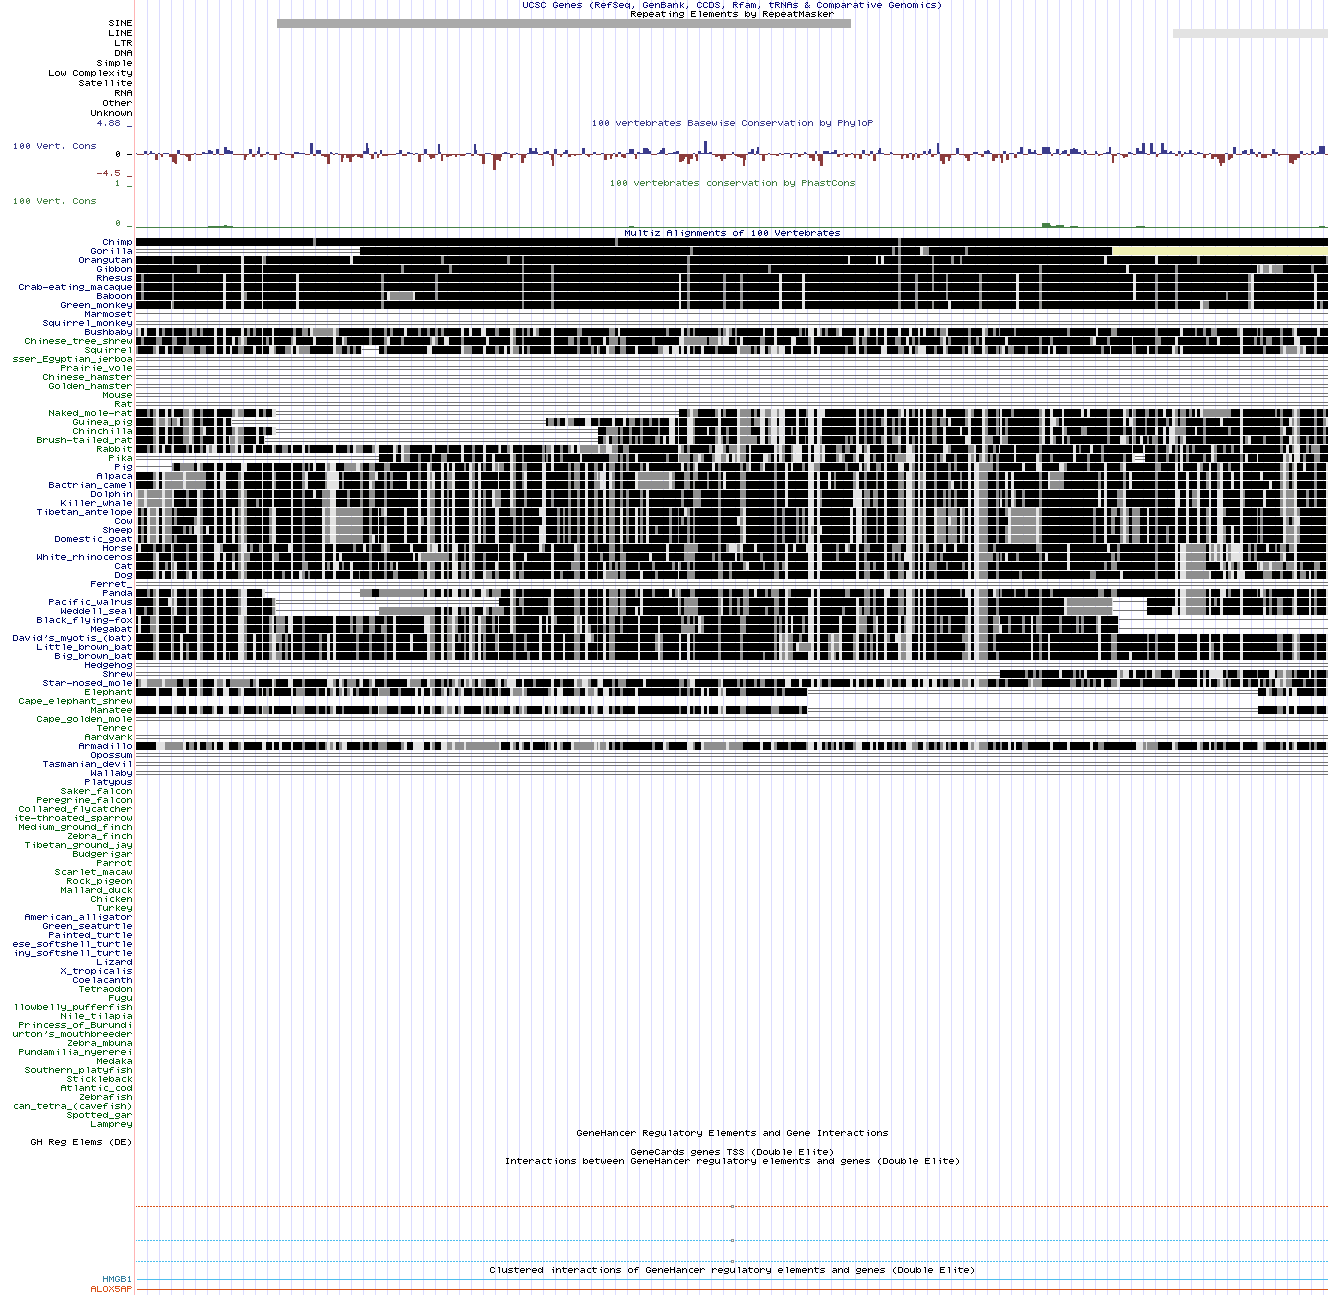 UCSC Genes (RefSeq, GenBank, CCDS, Rfam, tRNAs & Comparative Genomics)
Repeating Elements by RepeatMasker
SINE
LINE
LTR
DNA
Simple
Low Complexity
Satellite
RNA
Other
Unknown
4.88 _
100 vertebrates Basewise Conservation by PhyloP
100 Vert. Cons
0 -
-4.5 _
100 vertebrates conservation by PhastCons
1 _
100 Vert. Cons
0 _
Multiz Alignments of 100 Vertebrates
Chimp
Gorilla
Orangutan
Gibbon
Rhesus
Crab-eating_macaque
Baboon
Green_monkey
Marmoset
Squirrel_monkey
Bushbaby
Chinese_tree_shrew
Squirrel
sser_Egyptian_jerboa
Prairie_vole
Chinese_hamster
Golden_hamster
Mouse
Rat
Naked_mole-rat
Guinea_pig
Chinchilla
Brush-tailed_rat
Rabbit
Pika
Pig
Alpaca
Bactrian_camel
Dolphin
Killer_whale
Tibetan_antelope
Cow
Sheep
Domestic_goat
Horse
White_rhinoceros
Cat
Dog
Ferret_
Panda
Pacific_walrus
Weddell_seal
Black_flying-fox
Megabat
David's_myotis_(bat)
Little_brown_bat
Big_brown_bat
Hedgehog
Shrew
Star-nosed_mole
Elephant
Cape_elephant_shrew
Manatee
Cape_golden_mole
Tenrec
Aardvark
Armadillo
Opossum
Tasmanian_devil
Wallaby
Platypus
Saker_falcon
Peregrine_falcon
Collared_flycatcher
ite-throated_sparrow
Medium_ground_finch
Zebra_finch
Tibetan_ground_jay
Budgerigar
Parrot
Scarlet_macaw
Rock_pigeon
Mallard_duck
Chicken
Turkey
American_alligator
Green_seaturtle
Painted_turtle
ese_softshell_turtle
iny_softshell_turtle
Lizard
X_tropicalis
Coelacanth
Tetraodon
Fugu
llowbelly_pufferfish
Nile_tilapia
Princess_of_Burundi
urton's_mouthbreeder
Zebra_mbuna
Pundamilia_nyererei
Medaka
Southern_platyfish
Stickleback
Atlantic_cod
Zebrafish
can_tetra_(cavefish)
Spotted_gar
Lamprey
GeneHancer Regulatory Elements and Gene Interactions
GH Reg Elems (DE)
GeneCards genes TSS (Double Elite)
Interactions between GeneHancer regulatory elements and genes (Double Elite)
Clustered interactions of GeneHancer regulatory elements and genes (Double Elite)
HMGB1
ALOX5AP